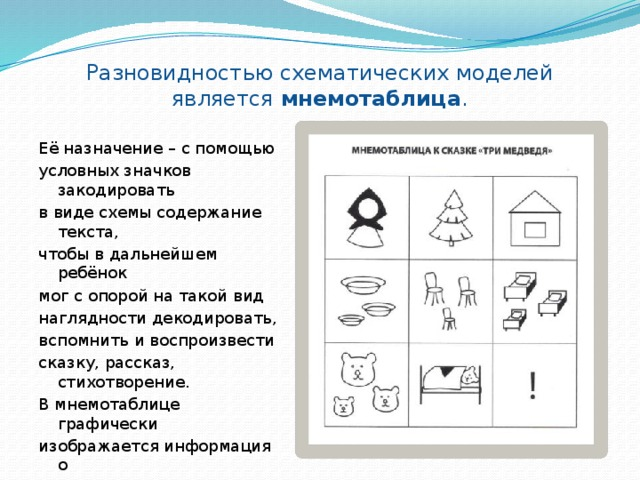 Разновидностью схематических моделей
является мнемотаблица.
Её назначение – с помощью
условных значков
закодировать
в виде схемы содержание
текста,
чтобы в дальнейшем
ребёнок
мог с опорой на такой вид
наглядности декодировать,
вспомнить и воспроизвести
сказку, рассказ,
стихотворение.
В мнемотаблице
графически
изображается информация
о
МНЕМОТАБЛИЦА К СКАЗКЕ «ТРИ МЕДВЕДЯ»
!